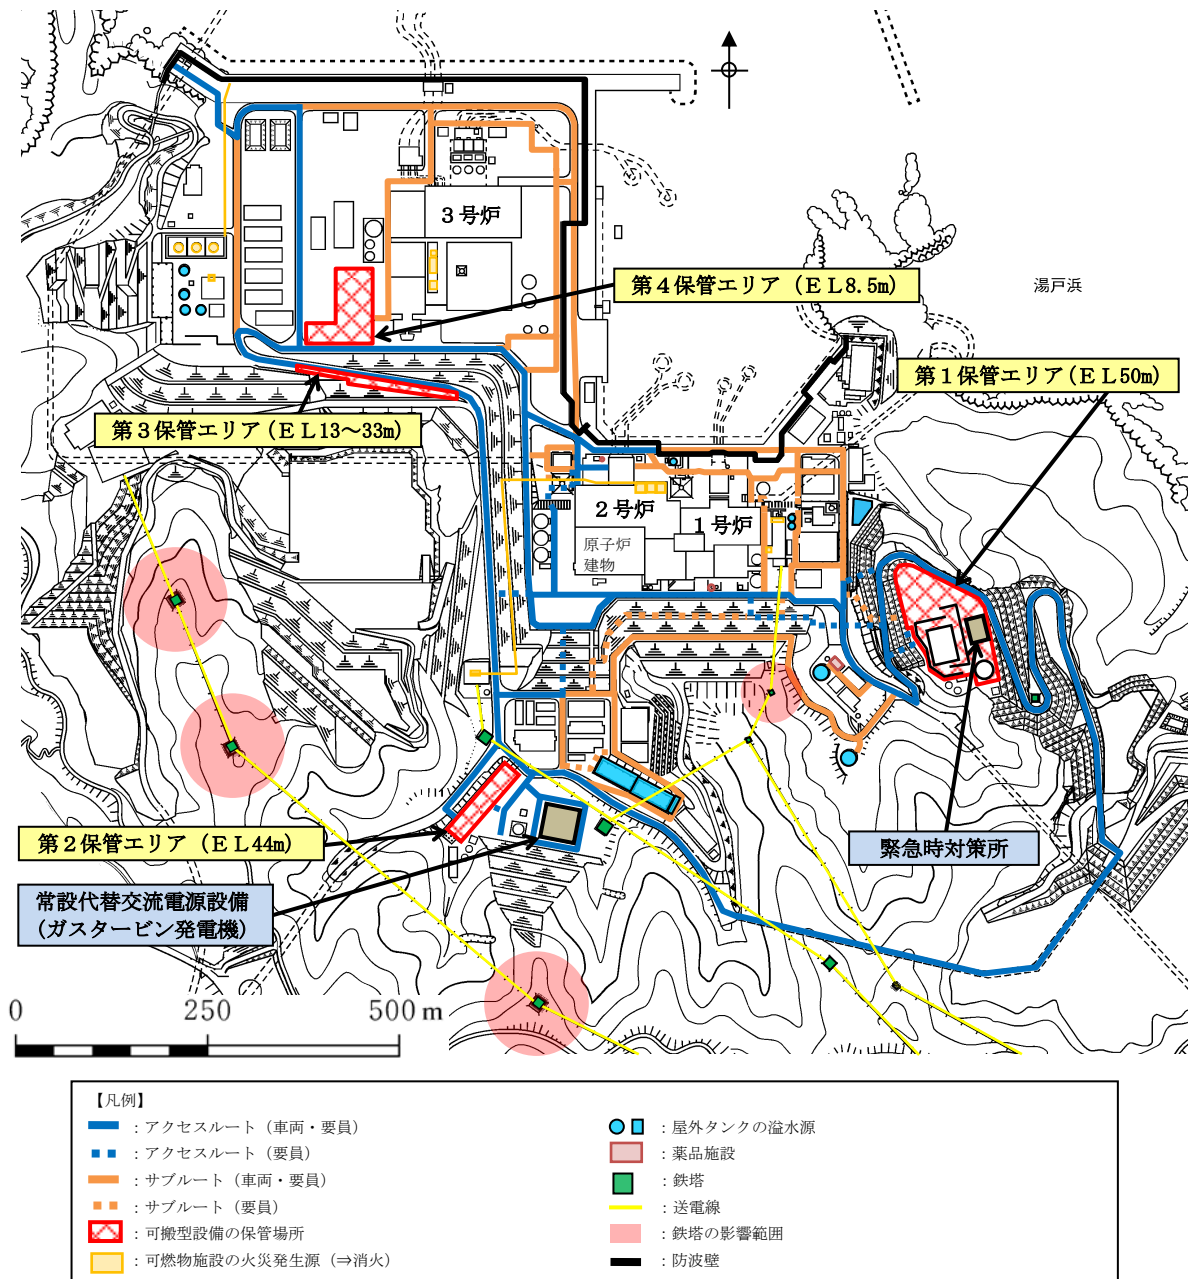 3号炉
第4保管エリア（EL8.5m）
湯戸浜
第1保管エリア(EL50m)
第3保管エリア(EL13～33m)
2号炉
1号炉
原子炉
建物
第2保管エリア（EL44m）
緊急時対策所
常設代替交流電源設備
（ガスタービン発電機）
0 250 500 m
【凡例】
：アクセスルート（車両・要員）
：アクセスルート（要員）
：サブルート（車両・要員）
：サブルート（要員）
：可搬型設備の保管場所
：可燃物施設の火災発生源（⇒消火）
：屋外タンクの溢水源
：薬品施設
：鉄塔
：送電線
：鉄塔の影響範囲
：防波壁